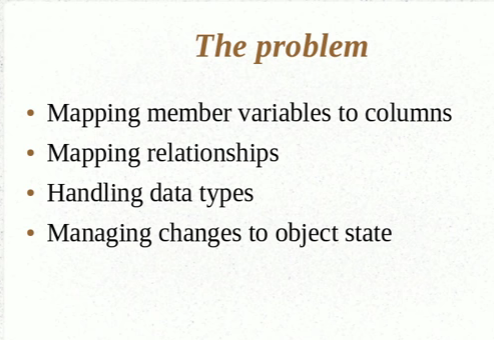 The problem
• Mapping member variables to columns
• Mapping relationships
• Handling data types
• Managing changes to object state